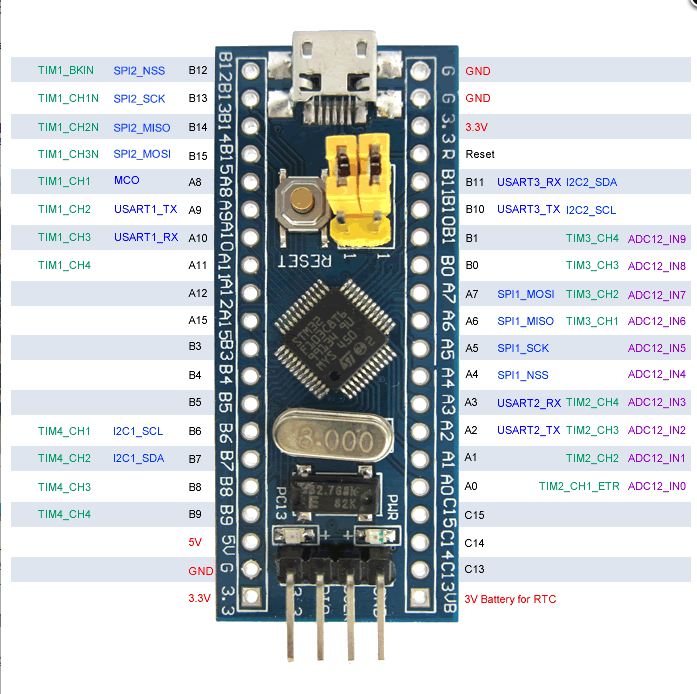 TIM1_BKIN SPI2_NSS B12 GND
TIM1_CH1N SPI2_SCK B13 GND
TIM1_CH2N SPI2_MISO B14 3.3V
TIM1_CH3N SPI2_MOSI B15 Reset
TIM1_CH1 MCO A8 B11 USART3_RX I2C2_SDA
TIM1_CH2 USART1_TX A9 B10 USART3_TX I2C2_SCL
TIM1_CH3 USART1_RX A10 B1 TIM3_CH4 ADC12_IN9
TIM1_CH4 A11 B0 TIM3_CH3 ADC12_IN8
A12 A7 SPI1_MOSI TIM3_CH2 ADC12_IN7
A15 A6 SPI1_MISO TIM3_CH1 ADC12_IN6
B3 A5 SPI1_SCK ADC12_IN5
B4 A4 SPI1_NSS ADC12_IN4
B5 A3 USART2_RX TIM2_CH4 ADC12_IN3
TIM4_CH1 I2C1_SCL B6 A2 USART2_TX TIM2_CH3 ADC12_IN2
TIM4_CH2 I2C1_SDA B7 A1 TIM2_CH2 ADC12_IN1
TIM4_CH3 B8 A0 TIM2_CH1_ETR ADC12_IN0
TIM4_CH4 B9 C15
5V C14
GND C13
3.3V 3V Battery for RTC
B12 B13 B14 B15 A8 A9 A10 A11 A12 A15 B3 B4 B5 B6 B7 B8 B9 5V G 3.3
G G 3.3 R B11 B10 B1 B0 A7 A6 A5 A4 A3 A2 A1 A0 C15 C14 C13 VB
1 1
RESET
STM32
8.000
PC13
PWR
+ +